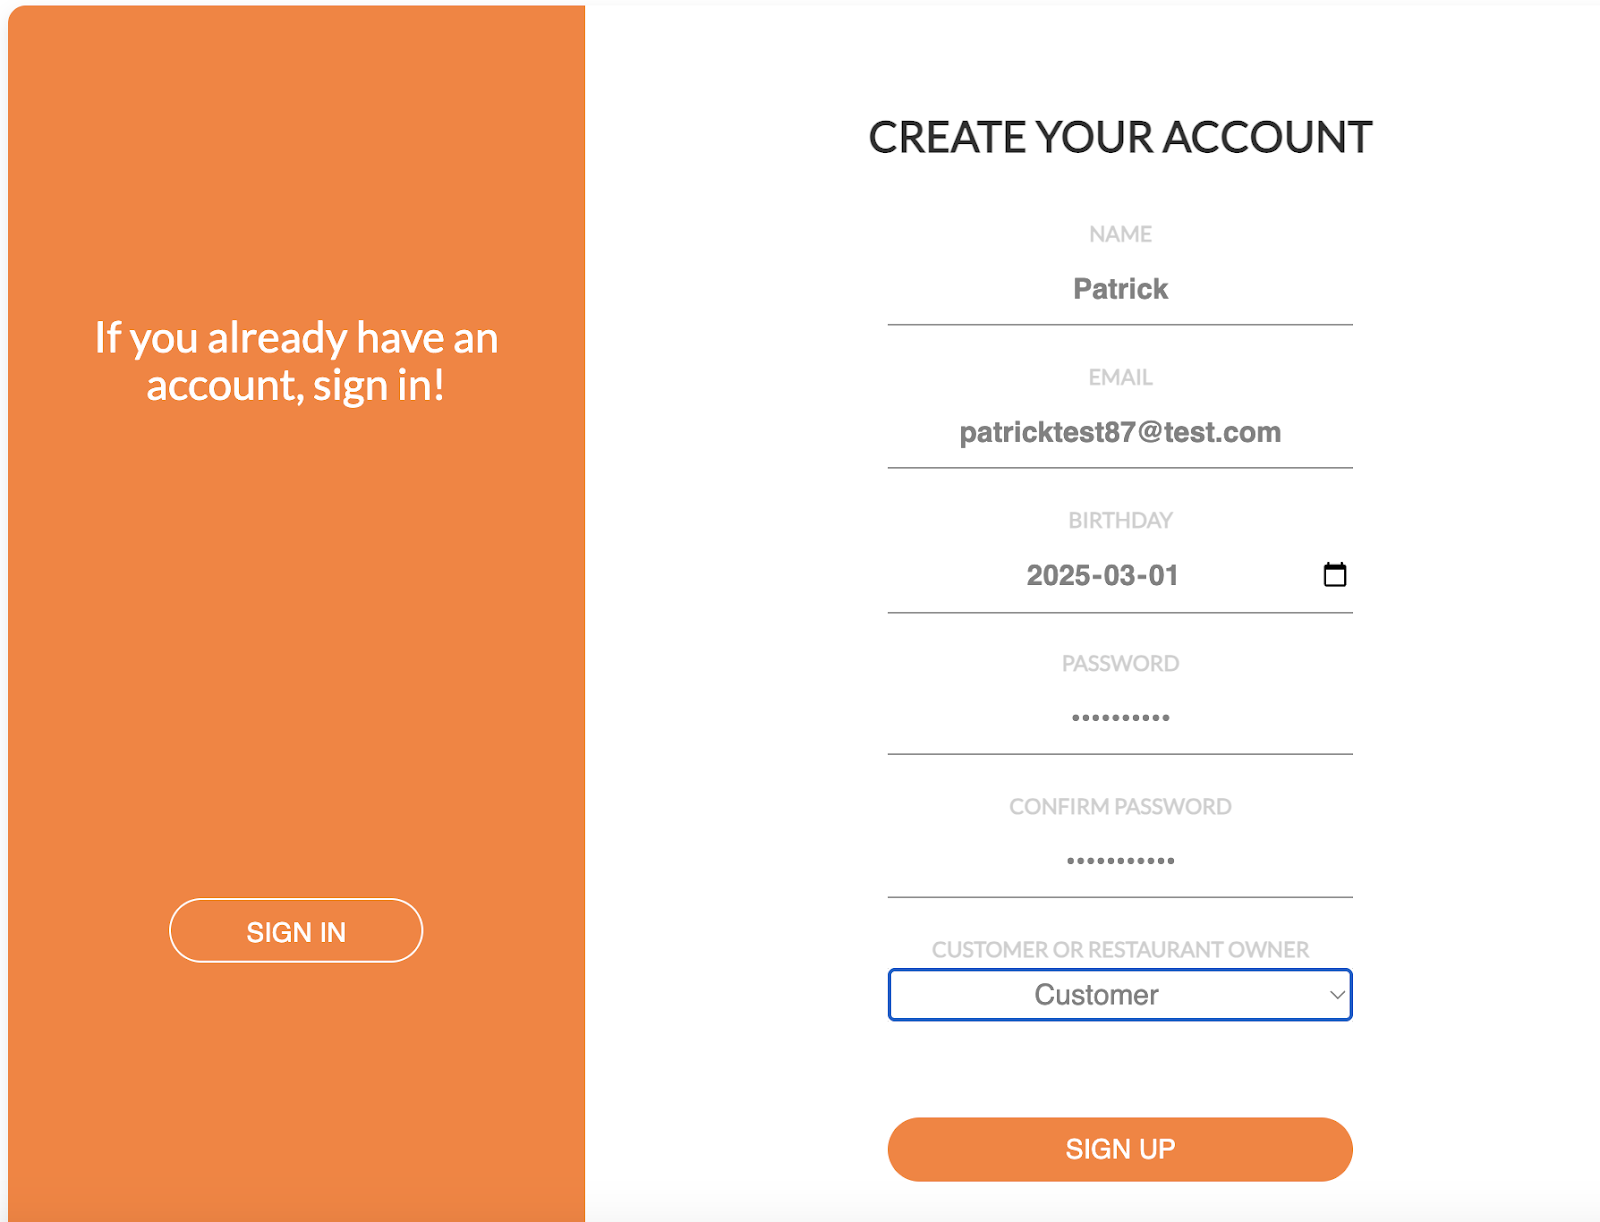 If you already have an
account, sign in!
SIGN IN
CREATE YOUR ACCOUNT
NAME
Patrick
EMAIL
patricktest87@test.com
BIRTHDAY
2025-03-01
PASSWORD
••••••••••
CONFIRM PASSWORD
•••••••••••
CUSTOMER OR RESTAURANT OWNER
Customer
SIGN UP